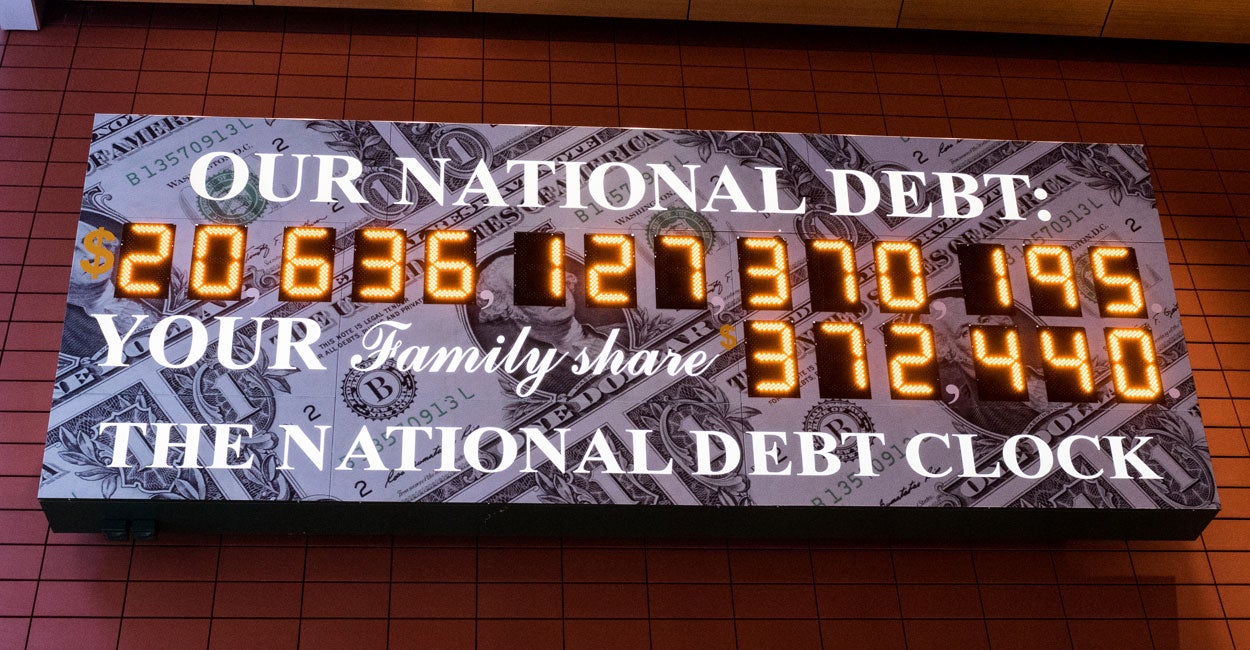 OUR NATIONAL DEBT:
$20,636,127,370,195
YOUR Family share $372,440
THE NATIONAL DEBT CLOCK